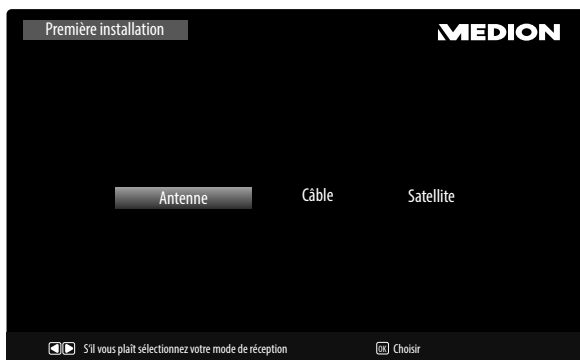 Première installation
MEDION
Antenne Câble Satellite
S'il vous plaît sélectionnez votre mode de réception OK Choisir